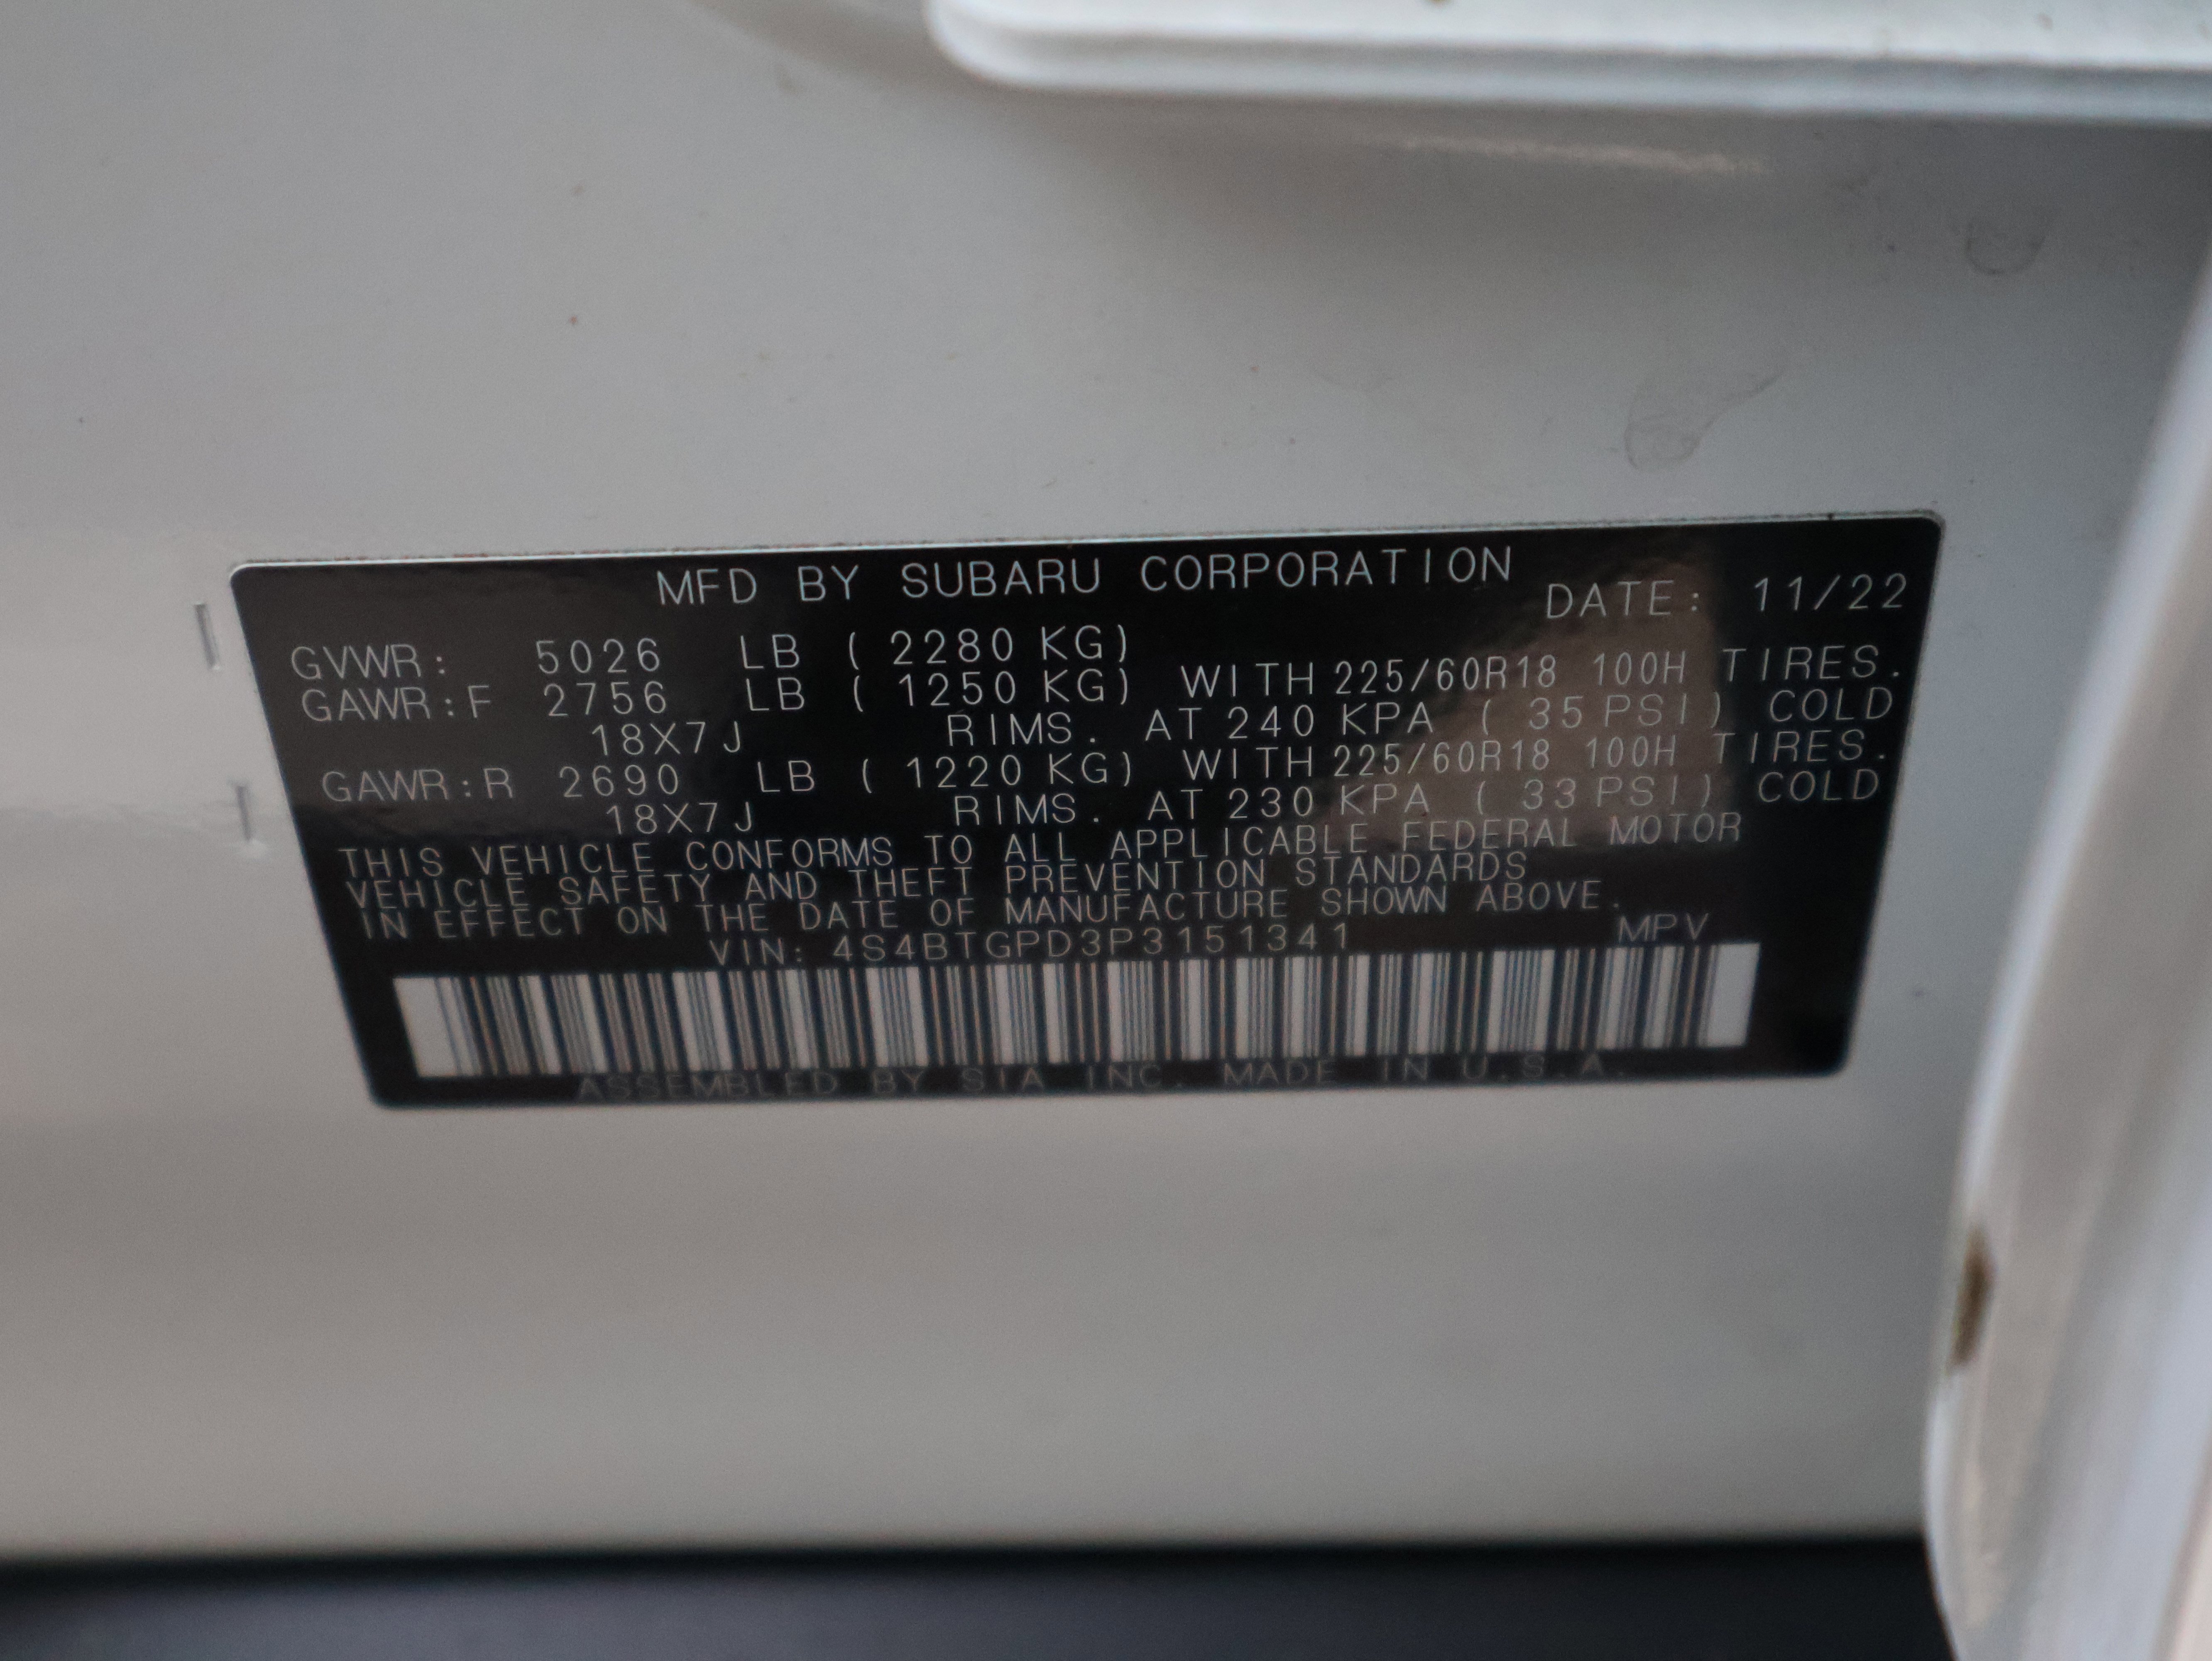 MFD BY SUBARU CORPORATION
DATE: 11/22
GVWR: 5026 LB ( 2280 KG)
GAWR:F 2756 LB ( 1250 KG) WITH 225/60R18 100H TIRES.
18X7J RIMS. AT 240 KPA ( 35 PSI) COLD
GAWR:R 2690 LB ( 1220 KG) WITH 225/60R18 100H TIRES.
18X7J RIMS. AT 230 KPA ( 33 PSI) COLD
THIS VEHICLE CONFORMS TO ALL APPLICABLE FEDERAL MOTOR
VEHICLE SAFETY AND THEFT PREVENTION STANDARDS
IN EFFECT ON THE DATE OF MANUFACTURE SHOWN ABOVE.
VIN: 4S4BTGPD3P3151341 MPV
ASSEMBLED BY SIA INC. MADE IN U.S.A.